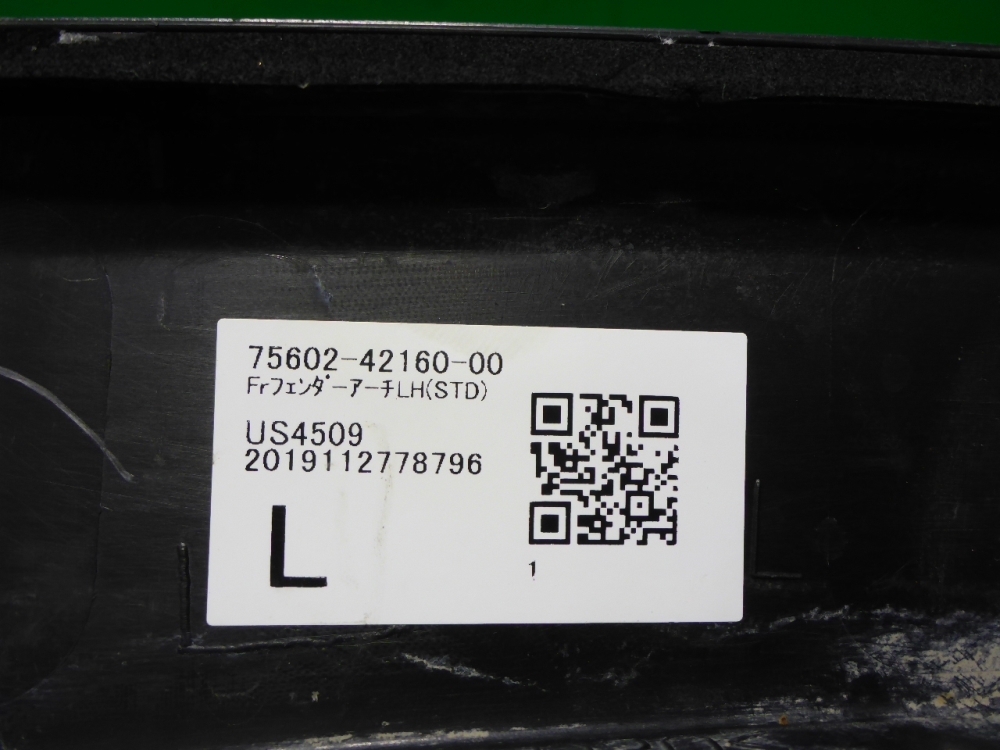 75602-42160-00
FrﾌｪﾝﾀﾞｰｱｰﾁLH(STD)
US4509
2019112778796
L
1